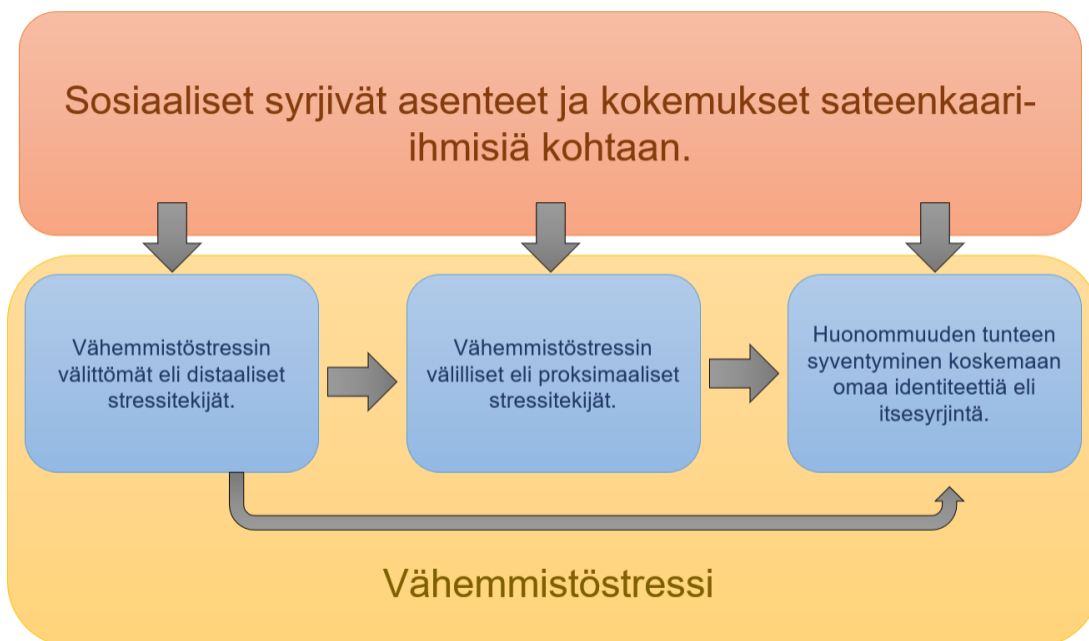 Sosiaaliset syrjivät asenteet ja kokemukset sateenkaari-
ihmisiä kohtaan.
Vähemmistöstressin
välittömät eli distaaliset
stressitekijät.
Vähemmistöstressin
välilliset eli proksimaaliset
stressitekijät.
Huonommuuden tunteen
syventyminen koskemaan
omaa identiteettiä eli
itsesyrjintä.
Vähemmistöstressi